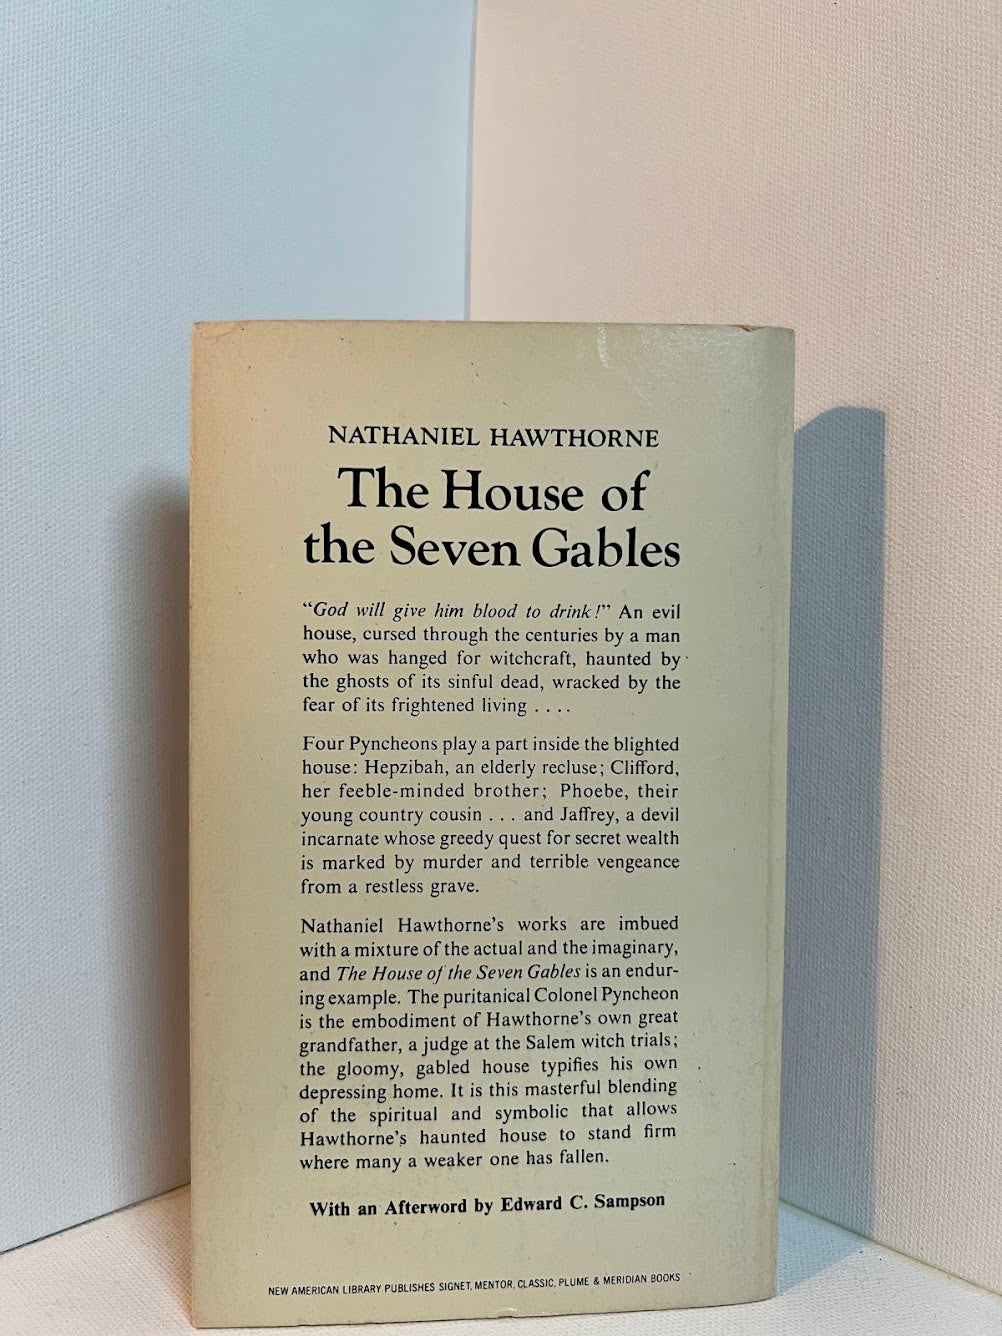 NATHANIEL HAWTHORNE
The House of
the Seven Gables
"God will give him blood to drink!" An evil
house, cursed through the centuries by a man
who was hanged for witchcraft, haunted by
the ghosts of its sinful dead, wracked by the
fear of its frightened living . . . .
Four Pyncheons play a part inside the blighted
house: Hepzibah, an elderly recluse; Clifford,
her feeble-minded brother; Phoebe, their
young country cousin . . . and Jaffrey, a devil
incarnate whose greedy quest for secret wealth
is marked by murder and terrible vengeance
from a restless grave.
Nathaniel Hawthorne's works are imbued
with a mixture of the actual and the imaginary,
and The House of the Seven Gables is an endur-
ing example. The puritanical Colonel Pyncheon
is the embodiment of Hawthorne's own great
grandfather, a judge at the Salem witch trials;
the gloomy, gabled house typifies his own
depressing home. It is this masterful blending
of the spiritual and symbolic that allows
Hawthorne's haunted house to stand firm
where many a weaker one has fallen.
With an Afterword by Edward C. Sampson
NEW AMERICAN LIBRARY PUBLISHES SIGNET, MENTOR, CLASSIC, PLUME & MERIDIAN BOOKS